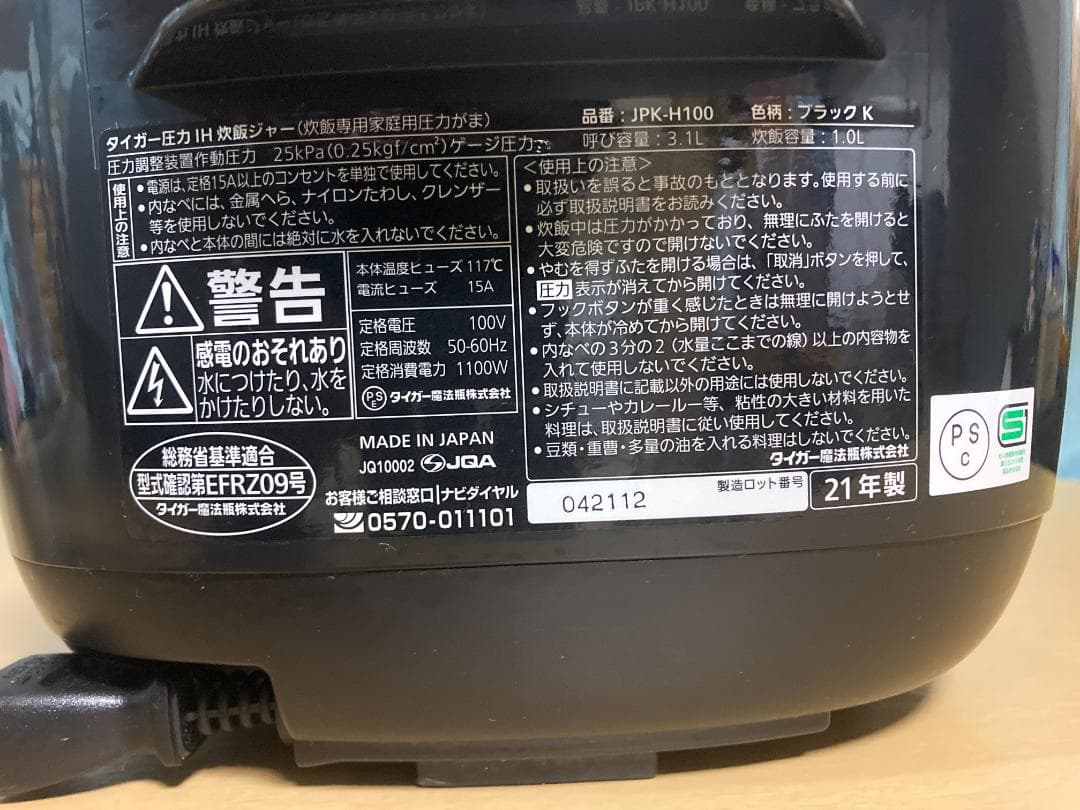 タイガー圧力IH炊飯ジャー(炊飯専用家庭用圧力がま)
品番:JPK-H100 色柄:ブラックK
圧力調整装置作動圧力 25kPa(0.25kgf/cm²)ゲージ圧力
呼び容量:3.1L 炊飯容量:1.0L
使用上の注意
●電源は、定格15A以上のコンセントを単独で使用してください。
●内なべには、金属へら、ナイロンたわし、クレンザー
等を使用しないでください。
●内なべと本体の間には絶対に水を入れないでください。
警告
感電のおそれあり
水につけたり、水を
かけたりしない。
本体温度ヒューズ 117℃
電流ヒューズ 15A
定格電圧 100V
定格周波数 50-60Hz
定格消費電力 1100W
PSE タイガー魔法瓶株式会社
<使用上の注意>
●取扱いを誤ると事故のもととなります。使用する前に
必ず取扱説明書をお読みください。
●炊飯中は圧力がかかっており、無理にふたを開けると
大変危険ですので開けないでください。
●やむを得ずふたを開ける場合は、「取消」ボタンを押して、
圧力 表示が消えてから開けてください。
●フックボタンが重く感じたときは無理に開けようとせ
ず、本体が冷めてから開けてください。
●内なべの3分の2(水量ここまでの線)以上の内容物を
入れて使用しないでください。
●取扱説明書に記載以外の用途には使用しないでください。
●シチューやカレールー等、粘性の大きい材料を用いた
料理は、取扱説明書に従い使用してください。
●豆類・重曹・多量の油を入れる料理はしないでください。
タイガー魔法瓶株式会社
総務省基準適合
型式確認第EFRZ09号
タイガー魔法瓶株式会社
MADE IN JAPAN
JQ10002 JQA
お客様ご相談窓口 ナビダイヤル
0570-011101
042112
製造ロット番号
21年製
PS
C
S